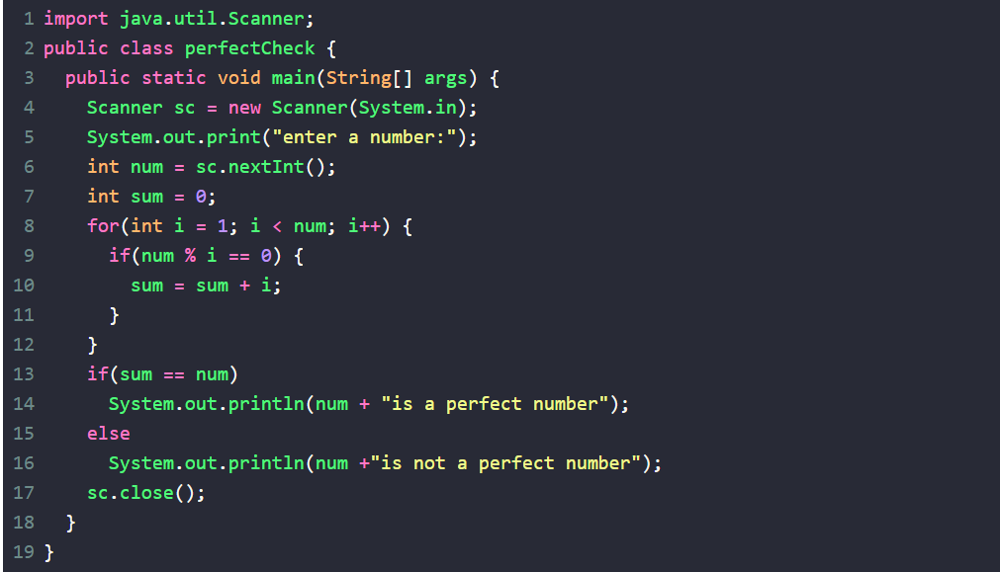 1 import java.util.Scanner;
2 public class perfectCheck {
3   public static void main(String[] args) {
4     Scanner sc = new Scanner(System.in);
5     System.out.print("enter a number:");
6     int num = sc.nextInt();
7     int sum = 0;
8     for(int i = 1; i < num; i++) {
9       if(num % i == 0) {
10         sum = sum + i;
11       }
12     }
13     if(sum == num)
14       System.out.println(num + "is a perfect number");
15     else
16       System.out.println(num +"is not a perfect number");
17     sc.close();
18   }
19 }